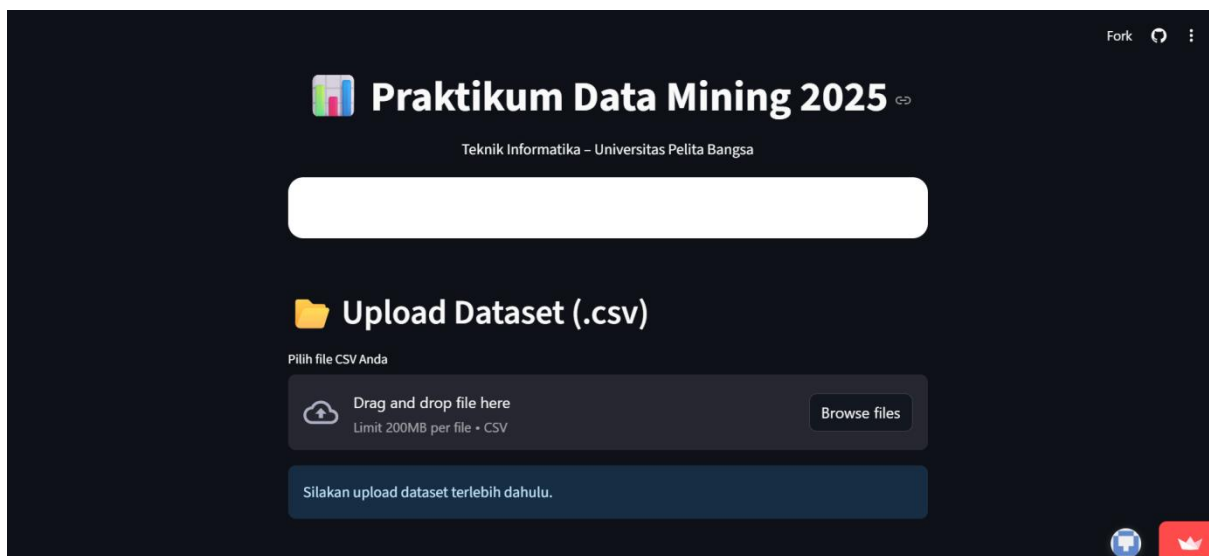 Fork
Praktikum Data Mining 2025
Teknik Informatika – Universitas Pelita Bangsa
Upload Dataset (.csv)
Pilih file CSV Anda
Drag and drop file here
Limit 200MB per file • CSV
Browse files
Silakan upload dataset terlebih dahulu.